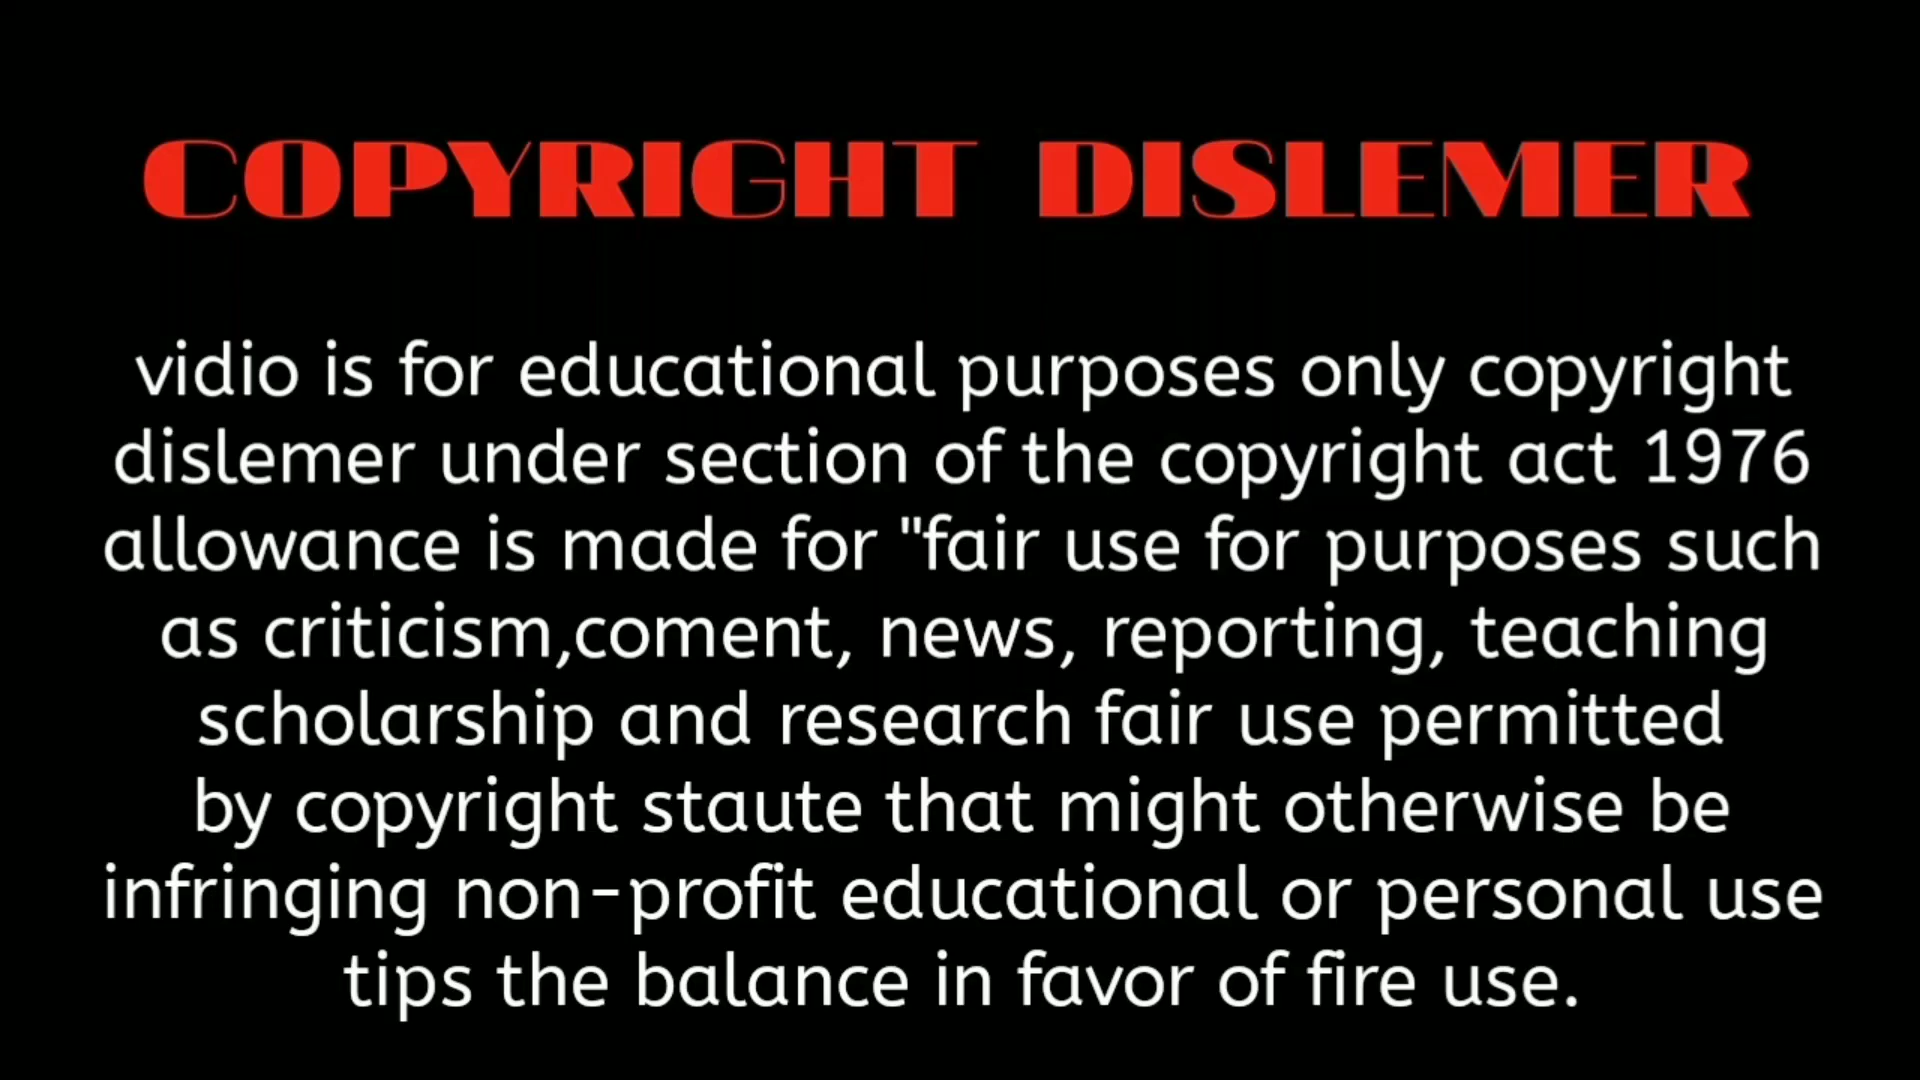 COPYRIGHT DISLEMER
vidio is for educational purposes only copyright
dislemer under section of the copyright act 1976
allowance is made for "fair use for purposes such
as criticism,coment, news, reporting, teaching
scholarship and research fair use permitted
by copyright staute that might otherwise be
infringing non-profit educational or personal use
tips the balance in favor of fire use.